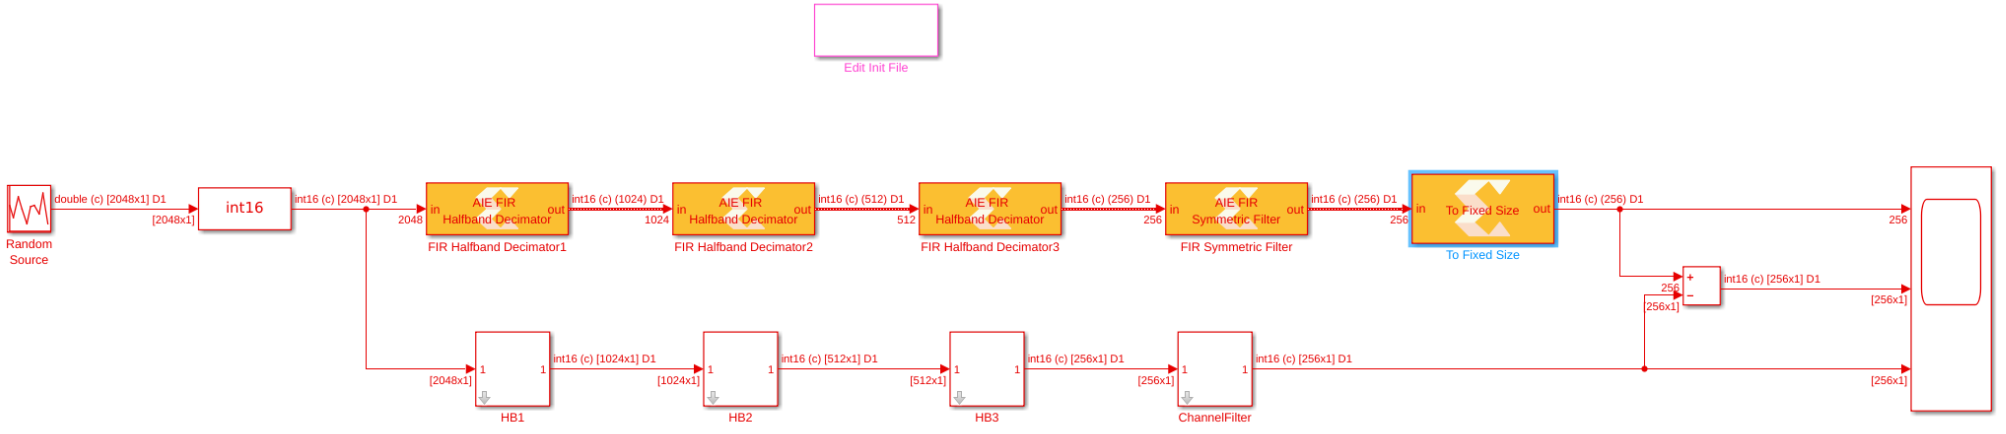 Edit Init File
double (c) [2048x1] D1
[2048x1]
Random
Source
int16
int16 (c) [2048x1] D1
2048
in
AIE FIR
Halfband Decimator
out
FIR Halfband Decimator1
int16 (c) (1024) D1
1024
in
AIE FIR
Halfband Decimator
out
FIR Halfband Decimator2
int16 (c) (512) D1
512
in
AIE FIR
Halfband Decimator
out
FIR Halfband Decimator3
int16 (c) (256) D1
256
in
AIE FIR
Symmetric Filter
out
FIR Symmetric Filter
int16 (c) (256) D1
256
in
To Fixed Size
out
To Fixed Size
int16 (c) (256) D1
256
+
256
−
[256x1]
int16 (c) [256x1] D1
[256x1]
[2048x1]
1
1
HB1
int16 (c) [1024x1] D1
[1024x1]
1
1
HB2
int16 (c) [512x1] D1
[512x1]
1
1
HB3
int16 (c) [256x1] D1
[256x1]
1
1
ChannelFilter
int16 (c) [256x1] D1
[256x1]